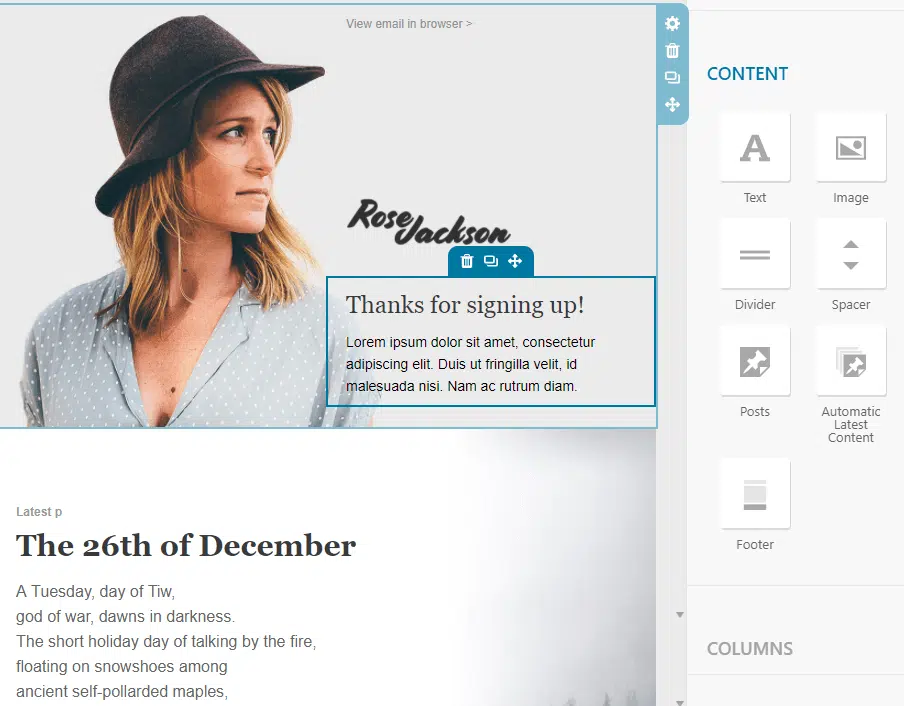 View email in browser >
Rose Jackson
Thanks for signing up!
Lorem ipsum dolor sit amet, consectetur
adipiscing elit. Duis ut fringilla velit, id
malesuada nisi. Nam ac rutrum diam.
Latest p
The 26th of December
A Tuesday, day of Tiw,
god of war, dawns in darkness.
The short holiday day of talking by the fire,
floating on snowshoes among
ancient self-pollarded maples,
CONTENT
A
Text
Image
Divider
Spacer
Posts
Automatic
Latest
Content
Footer
COLUMNS